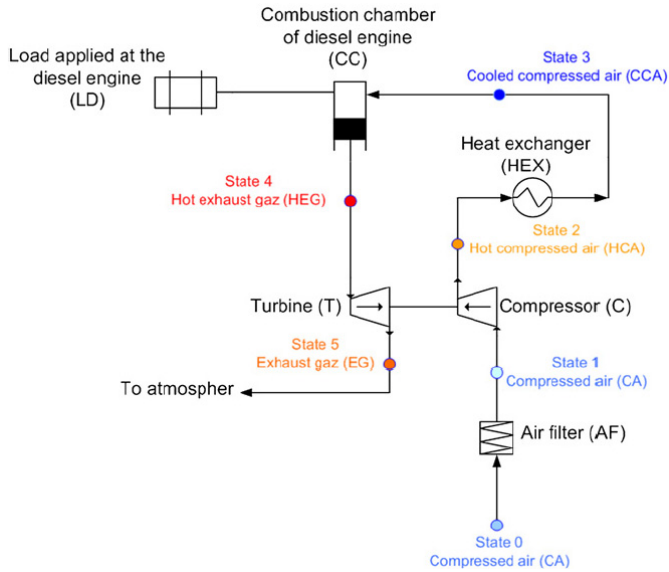 Combustion chamber
of diesel engine
(CC)
Load applied at the
diesel engine
(LD)
State 3
Cooled compressed air (CCA)
Heat exchanger
(HEX)
State 4
Hot exhaust gaz (HEG)
State 2
Hot compressed air (HCA)
Turbine (T)
Compressor (C)
State 5
Exhaust gaz (EG)
State 1
Compressed air (CA)
To atmospher
Air filter (AF)
State 0
Compressed air (CA)